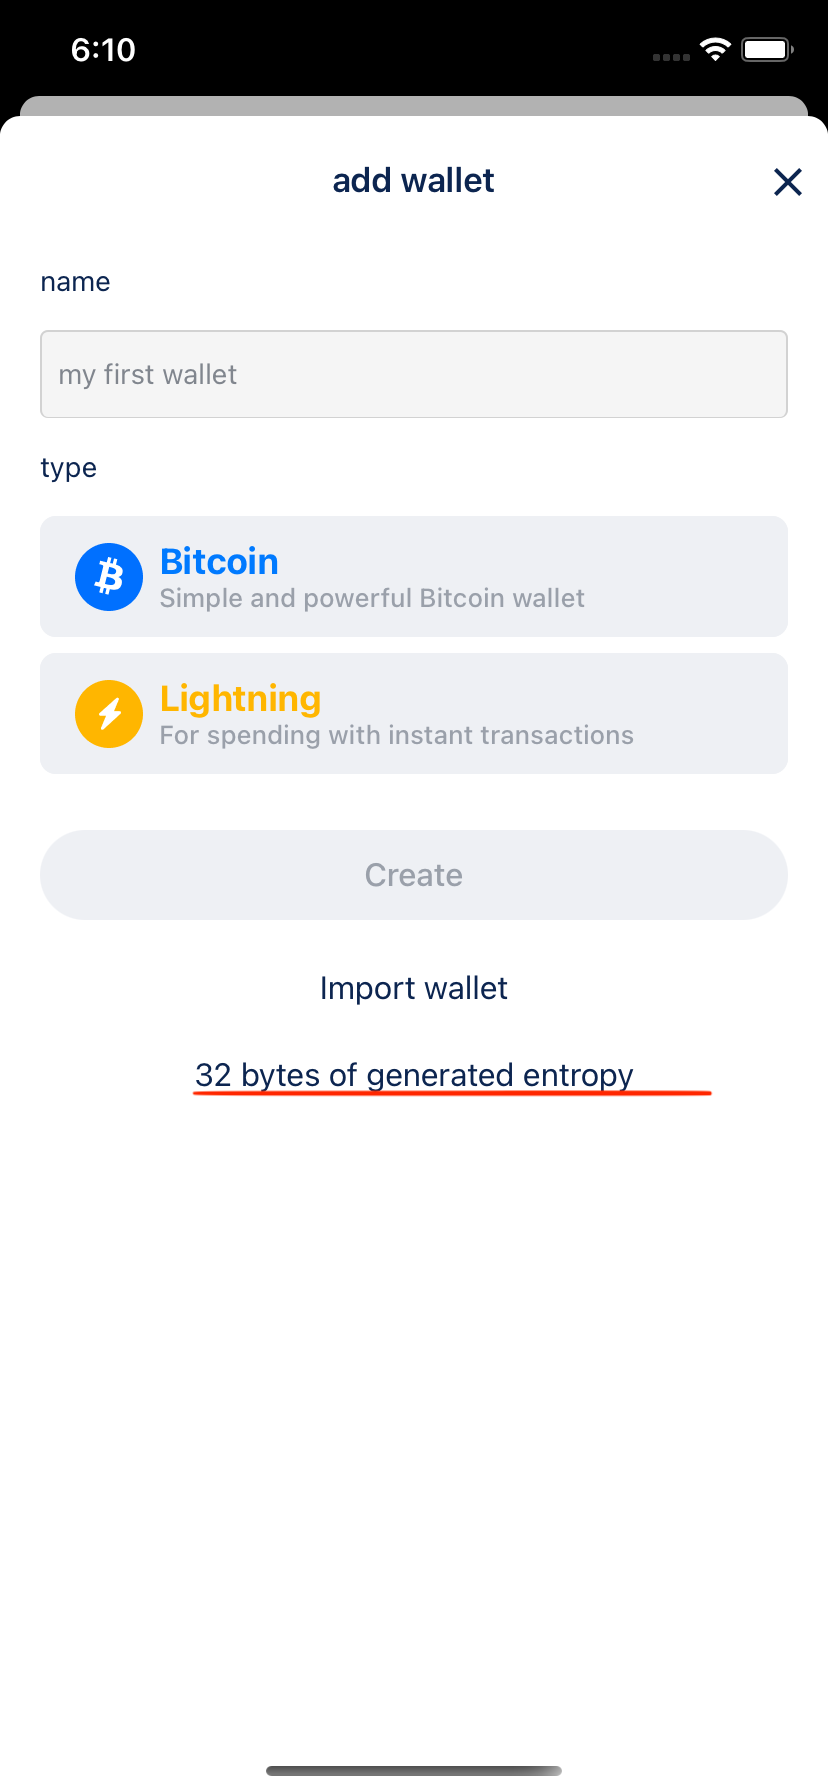 6:10
add wallet
name
my first wallet
type
Bitcoin
Simple and powerful Bitcoin wallet
Lightning
For spending with instant transactions
Create
Import wallet
32 bytes of generated entropy